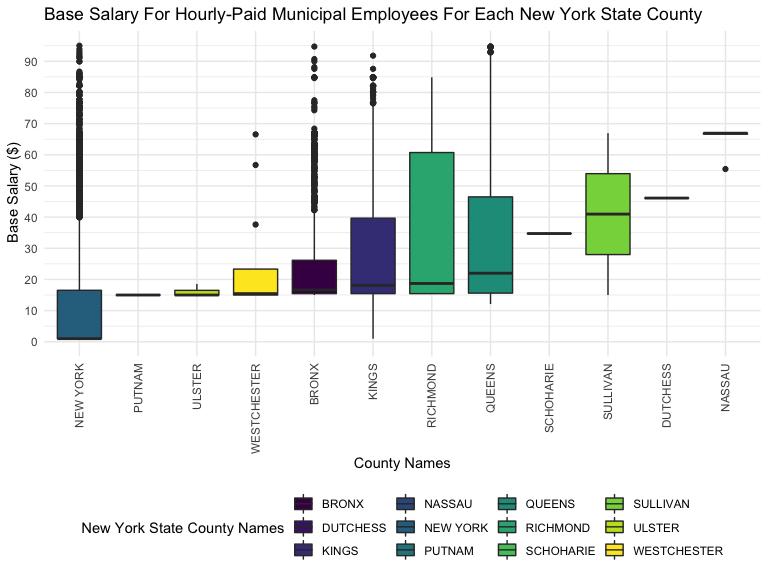 Base Salary For Hourly-Paid Municipal Employees For Each New York State County
Base Salary ($)
90
80
70
60
50
40
30
20
10
0
NEW YORK
PUTNAM
ULSTER
WESTCHESTER
BRONX
KINGS
RICHMOND
QUEENS
SCHOHARIE
SULLIVAN
DUTCHESS
NASSAU
County Names
New York State County Names
BRONX NASSAU QUEENS SULLIVAN
DUTCHESS NEW YORK RICHMOND ULSTER
KINGS PUTNAM SCHOHARIE WESTCHESTER